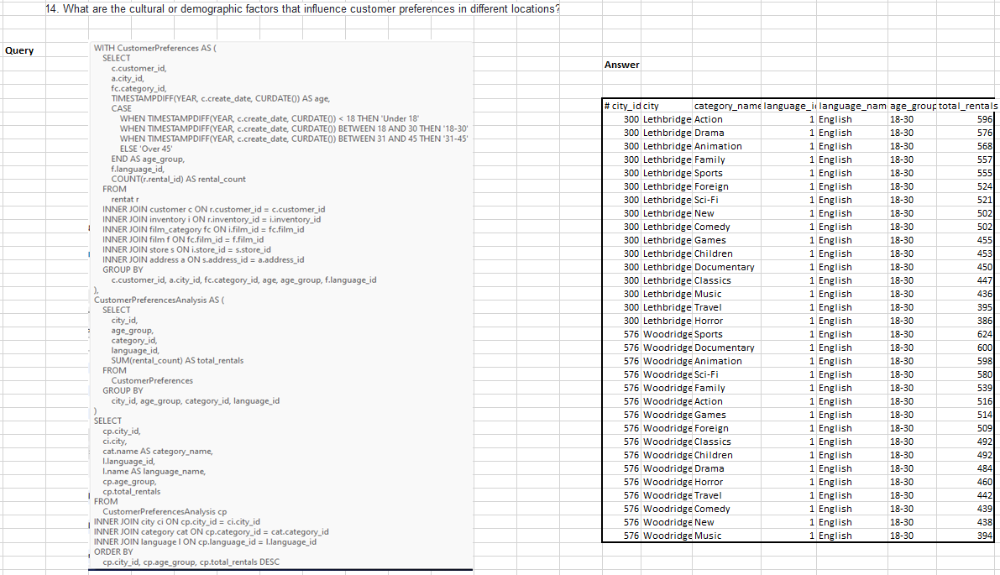 14. What are the cultural or demographic factors that influence customer preferences in different locations?
Query
WITH CustomerPreferences AS (
SELECT
c.customer_id,
a.city_id,
fc.category_id,
TIMESTAMPDIFF(YEAR, c.create_date, CURDATE()) AS age,
CASE
WHEN TIMESTAMPDIFF(YEAR, c.create_date, CURDATE()) < 18 THEN 'Under 18'
WHEN TIMESTAMPDIFF(YEAR, c.create_date, CURDATE()) BETWEEN 18 AND 30 THEN '18-30'
WHEN TIMESTAMPDIFF(YEAR, c.create_date, CURDATE()) BETWEEN 31 AND 45 THEN '31-45'
ELSE 'Over 45'
END AS age_group,
f.language_id,
COUNT(r.rental_id) AS rental_count
FROM
rentat r
INNER JOIN customer c ON r.customer_id = c.customer_id
INNER JOIN inventory i ON r.inventory_id = i.inventory_id
INNER JOIN film_category fc ON i.film_id = fc.film_id
INNER JOIN film f ON fc.film_id = f.film_id
INNER JOIN store s ON i.store_id = s.store_id
INNER JOIN address a ON s.address_id = a.address_id
GROUP BY
c.customer_id, a.city_id, fc.category_id, age, age_group, f.language_id
),
CustomerPreferencesAnalysis AS (
SELECT
city_id,
age_group,
category_id,
language_id,
SUM(rental_count) AS total_rentals
FROM
CustomerPreferences
GROUP BY
city_id, age_group, category_id, language_id
)
SELECT
cp.city_id,
ci.city,
cat.name AS category_name,
l.language_id,
l.name AS language_name,
cp.age_group,
cp.total_rentals
FROM
CustomerPreferencesAnalysis cp
INNER JOIN city ci ON cp.city_id = ci.city_id
INNER JOIN category cat ON cp.category_id = cat.category_id
INNER JOIN language l ON cp.language_id = l.language_id
ORDER BY
cp.city_id, cp.age_group, cp.total_rentals DESC
Answer
# city_id city category_name language_i language_nam age_group total_rentals
300 Lethbridge Action 1 English 18-30 596
300 Lethbridge Drama 1 English 18-30 576
300 Lethbridge Animation 1 English 18-30 568
300 Lethbridge Family 1 English 18-30 557
300 Lethbridge Sports 1 English 18-30 555
300 Lethbridge Foreign 1 English 18-30 524
300 Lethbridge Sci-Fi 1 English 18-30 521
300 Lethbridge New 1 English 18-30 502
300 Lethbridge Comedy 1 English 18-30 502
300 Lethbridge Games 1 English 18-30 455
300 Lethbridge Children 1 English 18-30 453
300 Lethbridge Documentary 1 English 18-30 450
300 Lethbridge Classics 1 English 18-30 447
300 Lethbridge Music 1 English 18-30 436
300 Lethbridge Travel 1 English 18-30 395
300 Lethbridge Horror 1 English 18-30 386
576 Woodridge Sports 1 English 18-30 624
576 Woodridge Documentary 1 English 18-30 600
576 Woodridge Animation 1 English 18-30 598
576 Woodridge Sci-Fi 1 English 18-30 580
576 Woodridge Family 1 English 18-30 539
576 Woodridge Action 1 English 18-30 516
576 Woodridge Games 1 English 18-30 514
576 Woodridge Foreign 1 English 18-30 509
576 Woodridge Classics 1 English 18-30 492
576 Woodridge Children 1 English 18-30 492
576 Woodridge Drama 1 English 18-30 484
576 Woodridge Horror 1 English 18-30 460
576 Woodridge Travel 1 English 18-30 442
576 Woodridge Comedy 1 English 18-30 439
576 Woodridge New 1 English 18-30 438
576 Woodridge Music 1 English 18-30 394